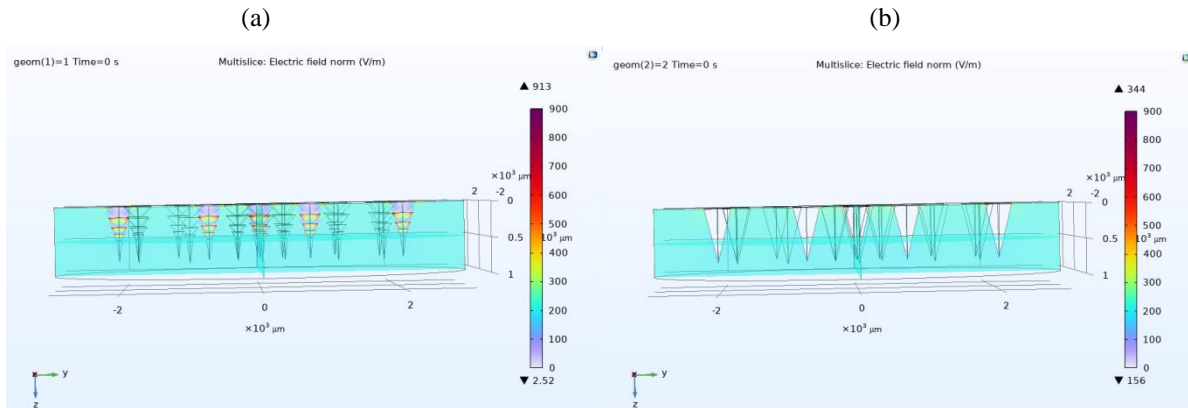 (a)
(b)
geom(1)=1 Time=0 s
Multislice: Electric field norm (V/m)
▲ 913
900
800
700
600
500
400
300
200
100
0
▼ 2.52
×10³ μm
2
-2
0
0.5
10³ μm
1
-2
0
2
×10³ μm
x
y
z
geom(2)=2 Time=0 s
Multislice: Electric field norm (V/m)
▲ 344
900
800
700
600
500
400
300
200
100
0
▼ 156
×10³ μm
2
-2
0
0.5
10³ μm
1
-2
0
2
×10³ μm
x
y
z